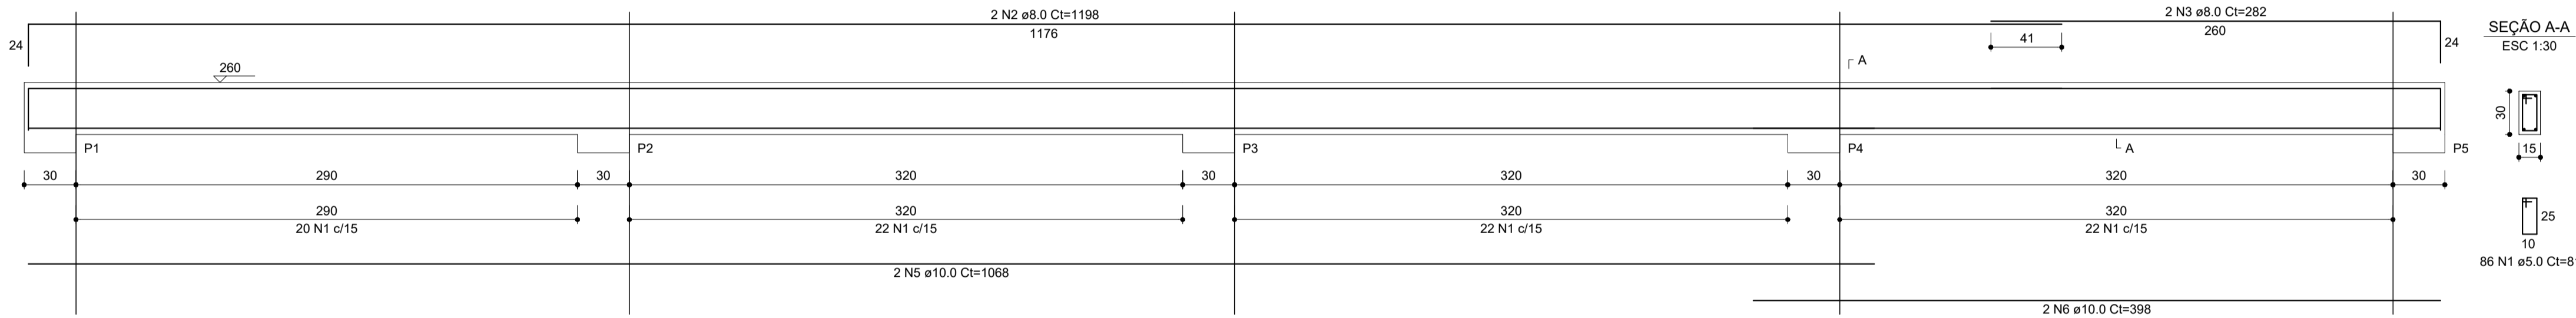 2 N2 ø8.0 Ct=1198
2 N3 ø8.0 Ct=282
1176
260
24
41
24
SEÇÃO A-A
ESC 1:30
260
A
30
15
P1
P2
P3
P4
A
P5
30
290
30
320
30
320
30
320
30
290
320
320
320
20 N1 c/15
22 N1 c/15
22 N1 c/15
22 N1 c/15
25
10
86 N1 ø5.0 Ct=8
2 N5 ø10.0 Ct=1068
2 N6 ø10.0 Ct=398